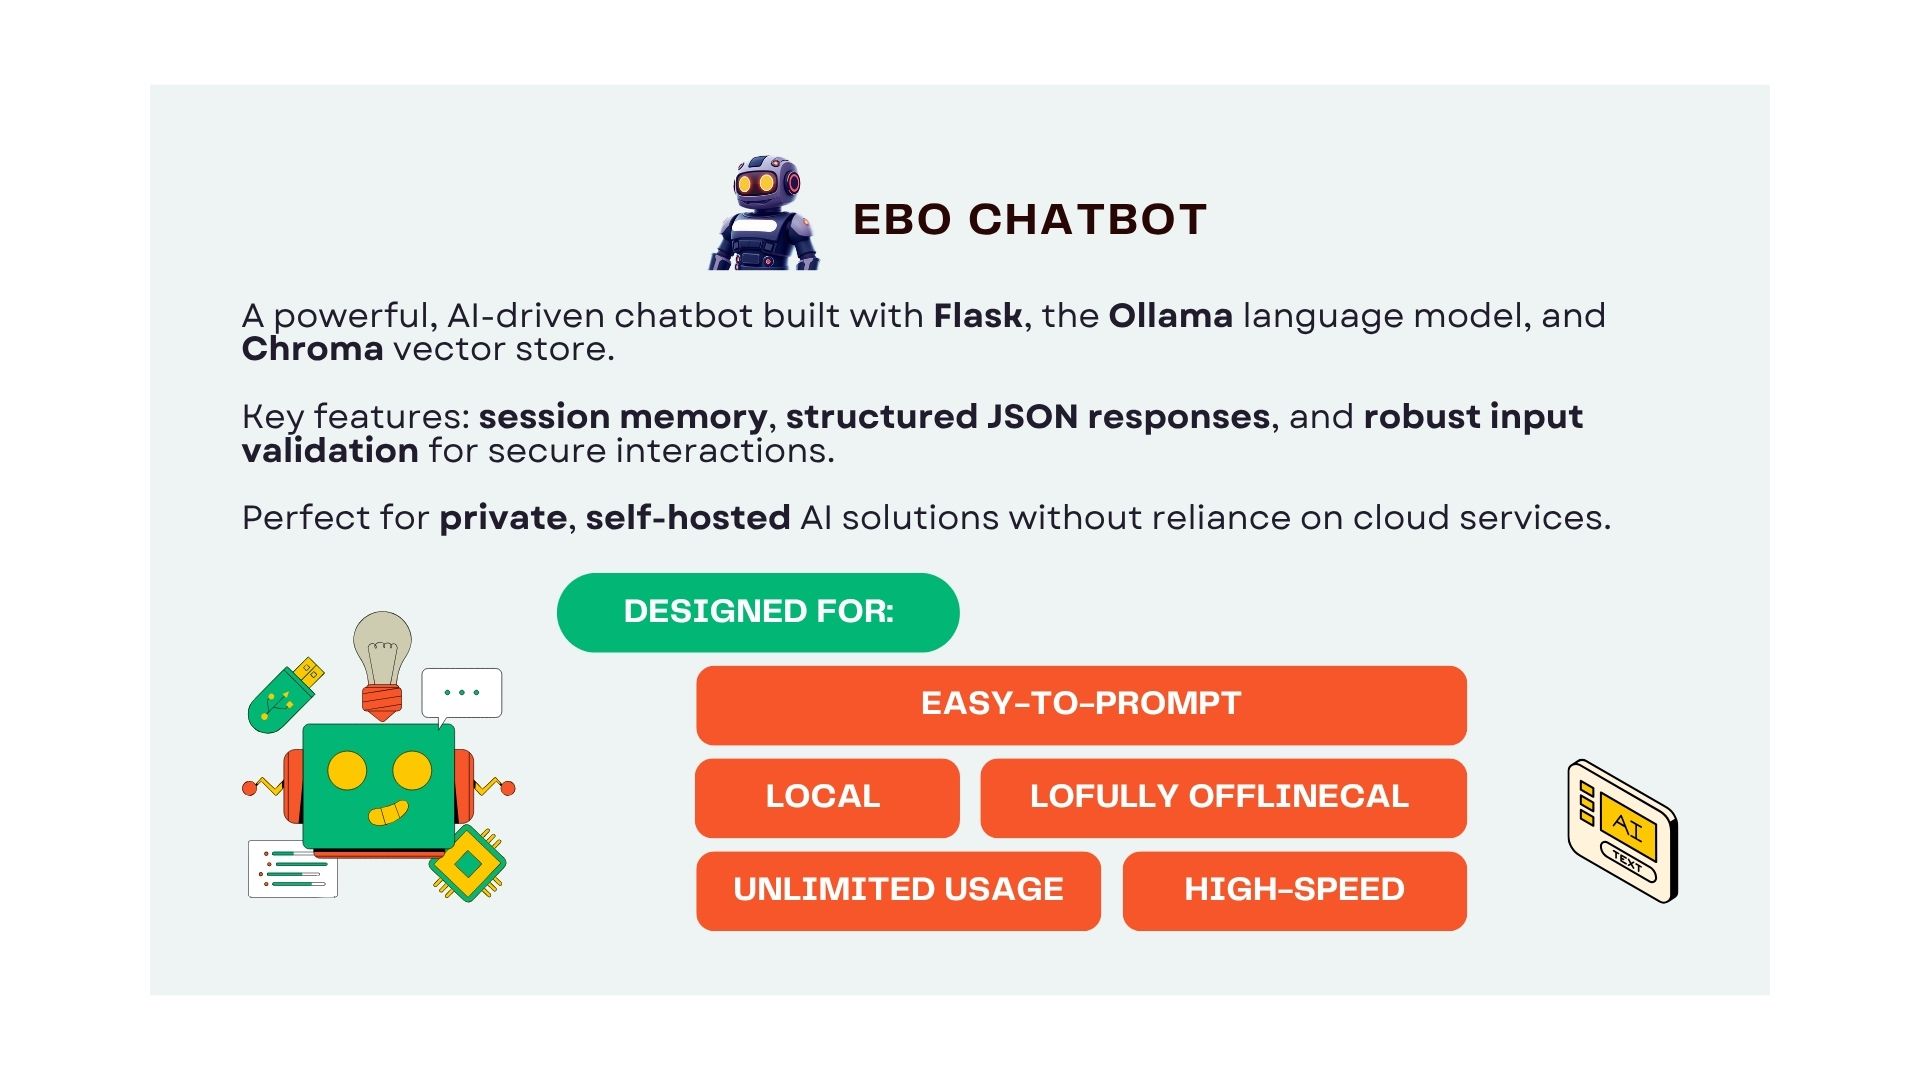 EBO CHATBOT
A powerful, AI-driven chatbot built with Flask, the Ollama language model, and
Chroma vector store.
Key features: session memory, structured JSON responses, and robust input
validation for secure interactions.
Perfect for private, self-hosted AI solutions without reliance on cloud services.
DESIGNED FOR:
EASY-TO-PROMPT
LOCAL
LOFULLY OFFLINECAL
UNLIMITED USAGE
HIGH-SPEED
AI
TEXT